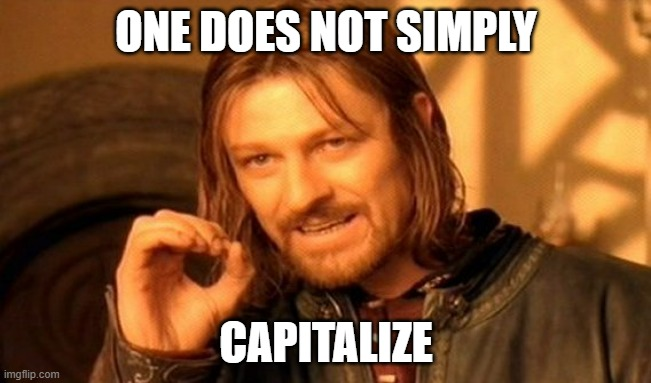 ONE DOES NOT SIMPLY
CAPITALIZE
imgflip.com